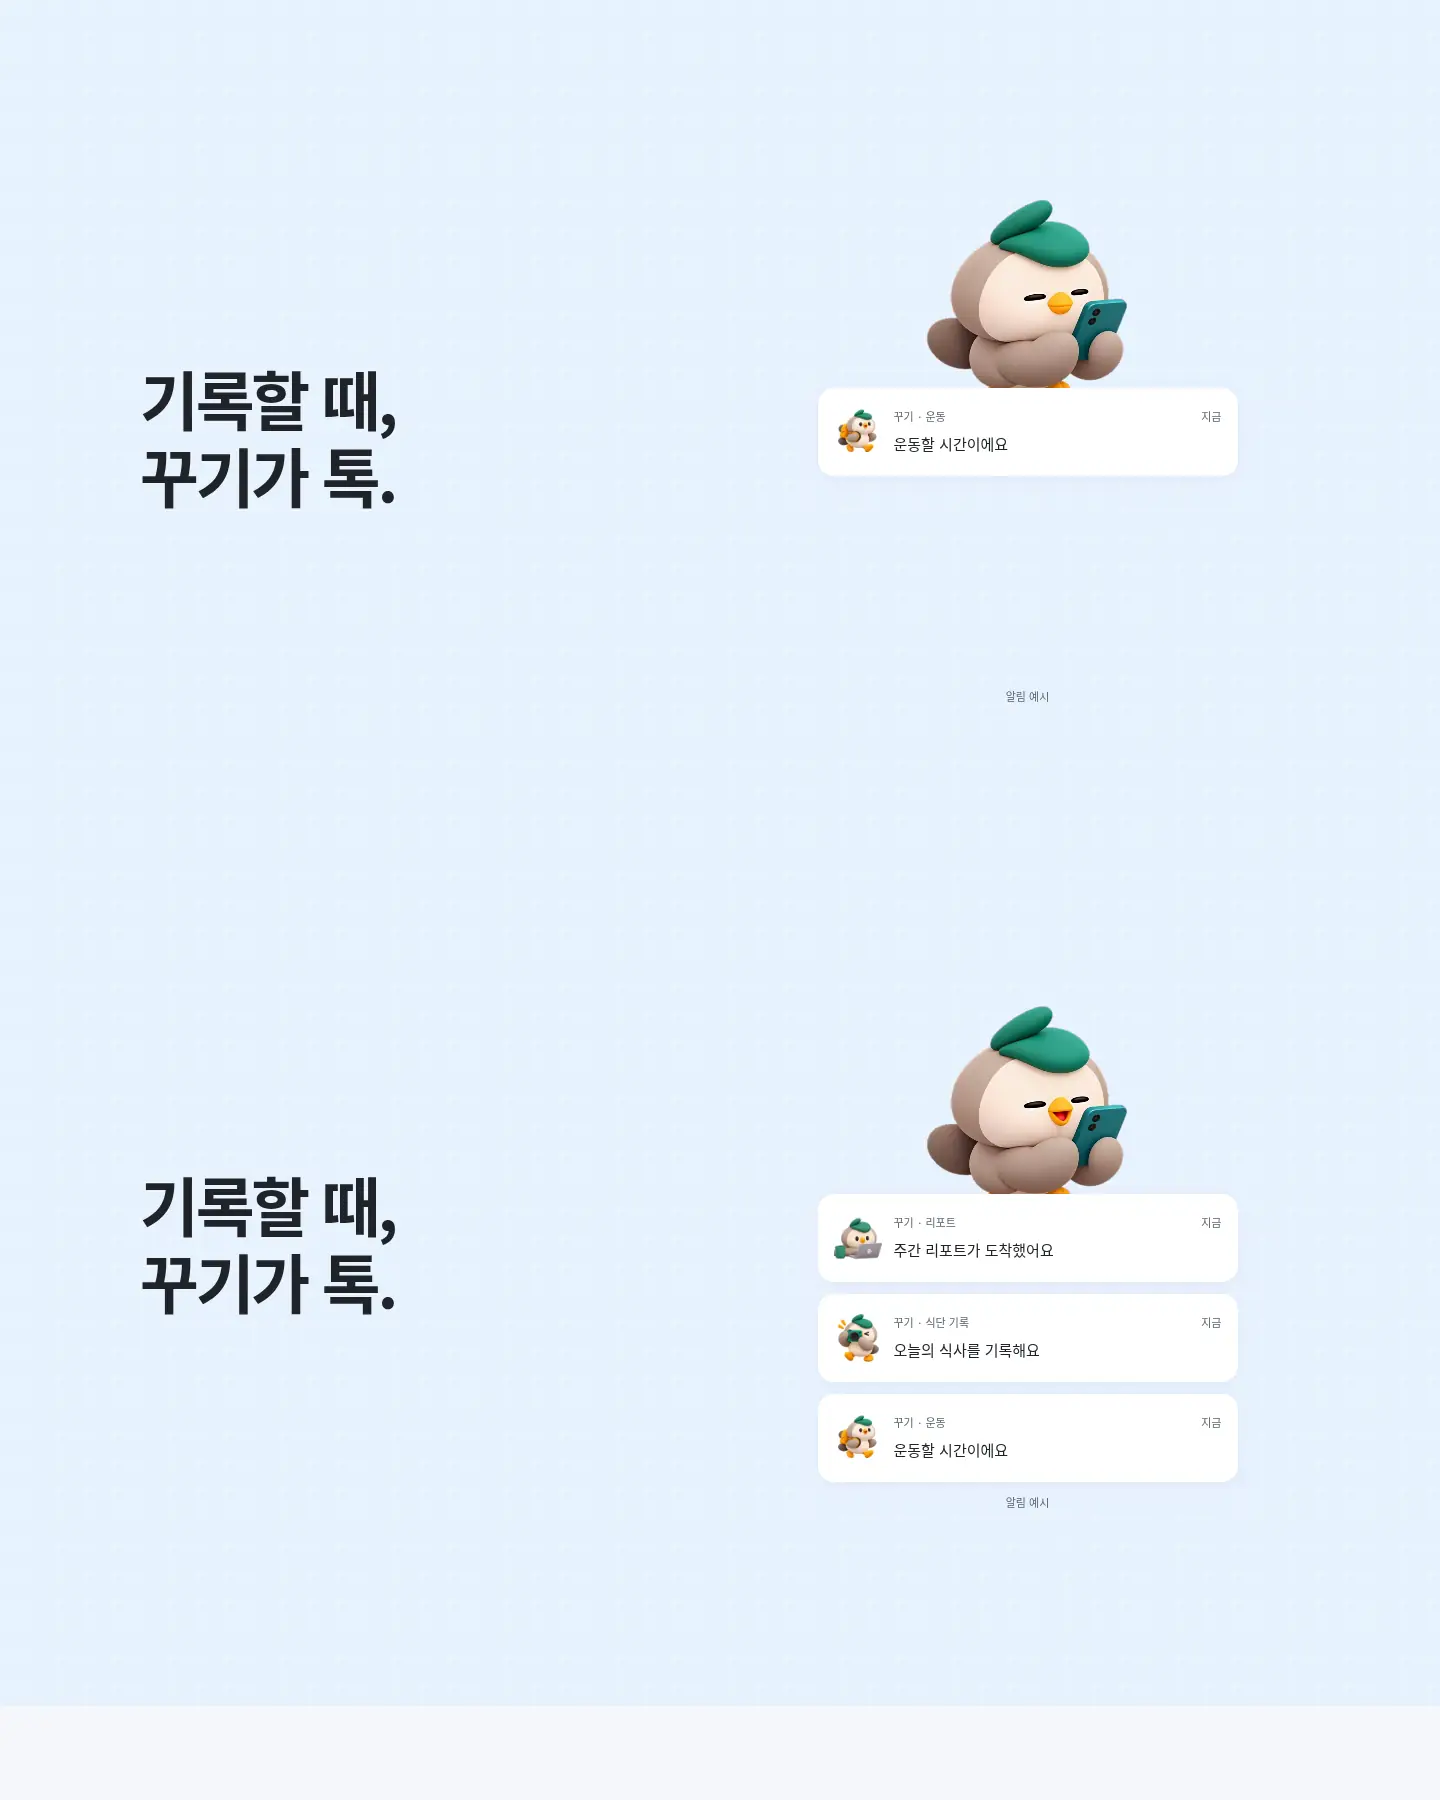 기록할 때,
꾸기가 톡.
꾸기 · 운동
지금
운동할 시간이에요
알림 예시
기록할 때,
꾸기가 톡.
꾸기 · 리포트
지금
주간 리포트가 도착했어요
꾸기 · 식단 기록
지금
오늘의 식사를 기록해요
꾸기 · 운동
지금
운동할 시간이에요
알림 예시